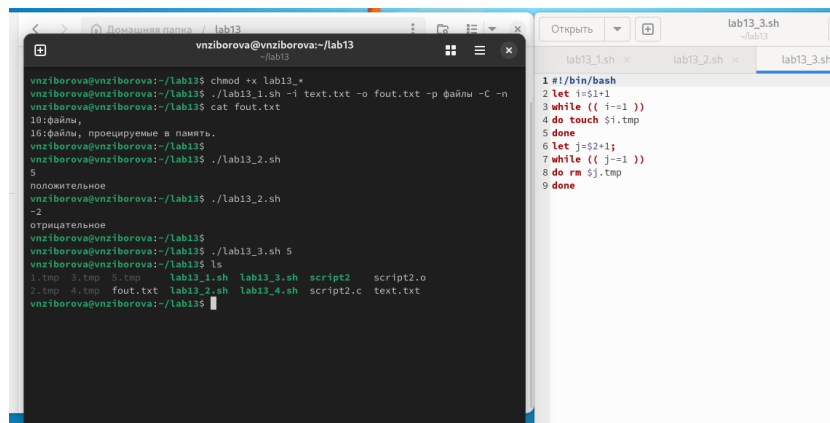 Домашняя папка / lab13
vnziborova@vnziborova:~/lab13
~/lab13
vnziborova@vnziborova:~/lab13$ chmod +x lab13_*
vnziborova@vnziborova:~/lab13$ ./lab13_1.sh -i text.txt -o fout.txt -p файлы -C -n
vnziborova@vnziborova:~/lab13$ cat fout.txt
10:файлы,
16:файлы, проецируемые в память.
vnziborova@vnziborova:~/lab13$
vnziborova@vnziborova:~/lab13$ ./lab13_2.sh
5
положительное
vnziborova@vnziborova:~/lab13$ ./lab13_2.sh
-2
отрицательное
vnziborova@vnziborova:~/lab13$
vnziborova@vnziborova:~/lab13$ ./lab13_3.sh 5
vnziborova@vnziborova:~/lab13$ ls
1.tmp 3.tmp 5.tmp lab13_1.sh lab13_3.sh script2 script2.o
2.tmp 4.tmp fout.txt lab13_2.sh lab13_4.sh script2.c text.txt
vnziborova@vnziborova:~/lab13$
Открыть
lab13_3.sh
~/lab13
lab13_1.sh lab13_2.sh lab13_3.sh
1 #!/bin/bash
2 let i=$1+1
3 while (( i-=1 ))
4 do touch $i.tmp
5 done
6 let j=$2+1;
7 while (( j-=1 ))
8 do rm $j.tmp
9 done